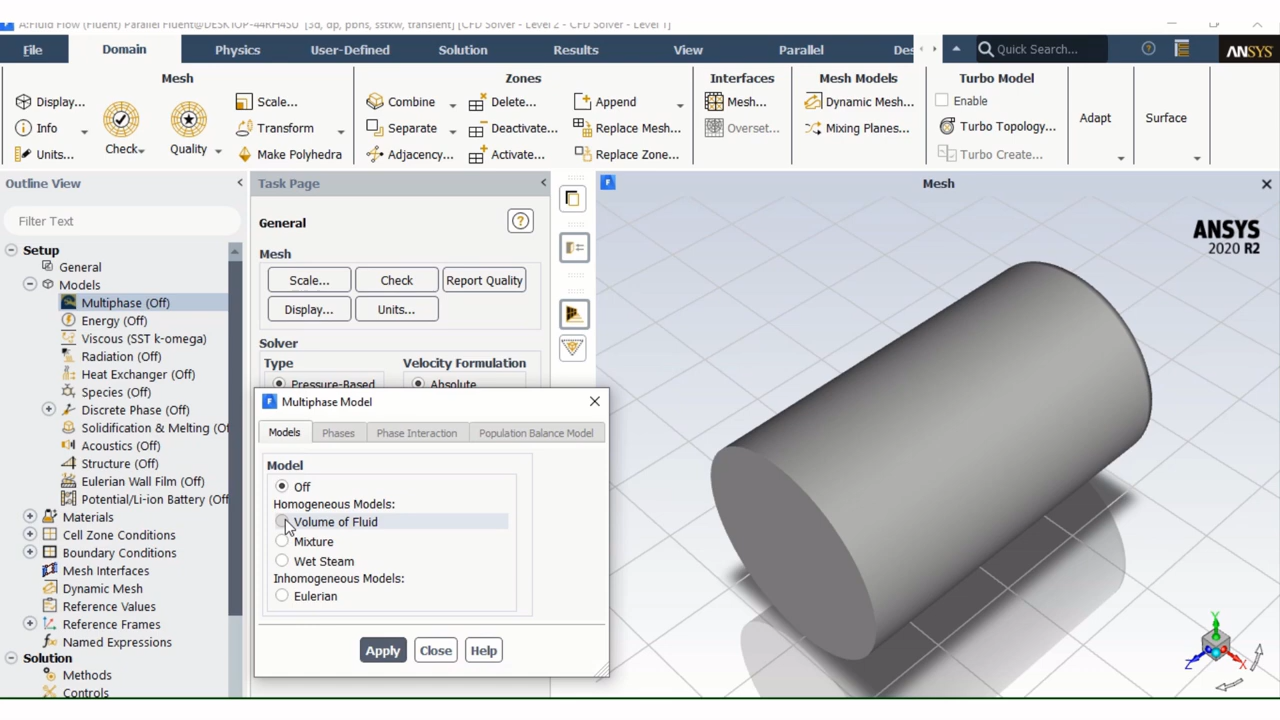 A:Fluid Flow (Fluent) Parallel Fluent@DESKTOP-44RH45U [3d, dp, pbns, sstkw, transient] [CFD Solver - Level 2 - CFD Solver - Level 1]
File Domain Physics User-Defined Solution Results View Parallel Des Quick Search... ? ANSYS
Mesh
Display...
Info
Units...
Check
Quality
Scale...
Transform
Make Polyhedra
Zones
Combine
Separate
Adjacency...
Delete...
Deactivate...
Activate...
Append
Replace Mesh...
Replace Zone...
Interfaces
Mesh...
Overset...
Mesh Models
Dynamic Mesh...
Mixing Planes...
Turbo Model
Enable
Turbo Topology...
Turbo Create...
Adapt
Surface
Outline View
Filter Text
Setup
General
Models
Multiphase (Off)
Energy (Off)
Viscous (SST k-omega)
Radiation (Off)
Heat Exchanger (Off)
Species (Off)
Discrete Phase (Off)
Solidification & Melting (Of
Acoustics (Off)
Structure (Off)
Eulerian Wall Film (Off)
Potential/Li-ion Battery (Off
Materials
Cell Zone Conditions
Boundary Conditions
Mesh Interfaces
Dynamic Mesh
Reference Values
Reference Frames
Named Expressions
Solution
Methods
Controls
Task Page
General
?
Mesh
Scale... Check Report Quality
Display... Units...
Solver
Type Velocity Formulation
Pressure-Based Absolute
Multiphase Model
Models Phases Phase Interaction Population Balance Model
Model
Off
Homogeneous Models:
Volume of Fluid
Mixture
Wet Steam
Inhomogeneous Models:
Eulerian
Apply Close Help
Mesh
ANSYS
2020 R2
Y
Z
X